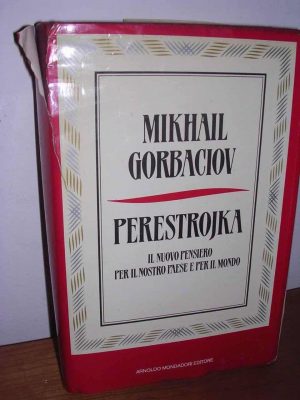 MIKHAIL
GORBACIOV
PERESTROJKA
IL NUOVO PENSIERO
PER IL NOSTRO PAESE E PER IL MONDO
ARNOLDO MONDADORI EDITORE